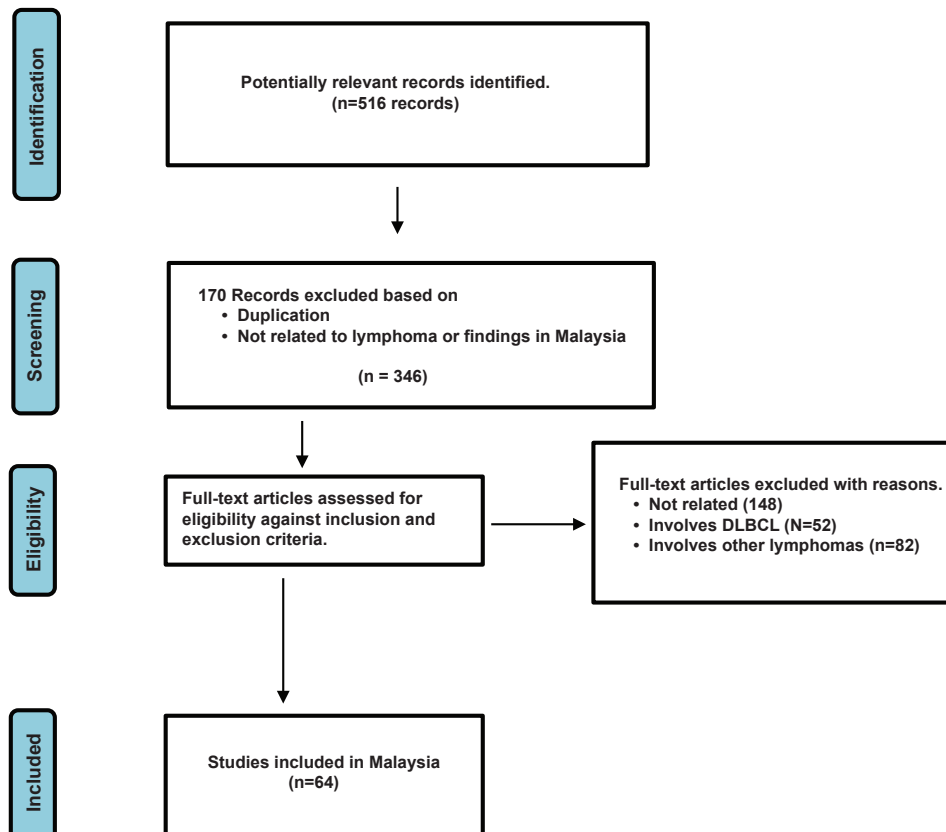 Identification
Potentially relevant records identified.
(n=516 records)
Screening
170 Records excluded based on
• Duplication
• Not related to lymphoma or findings in Malaysia
(n = 346)
Eligibility
Full-text articles assessed for
eligibility against inclusion and
exclusion criteria.
Full-text articles excluded with reasons.
• Not related (148)
• Involves DLBCL (N=52)
• Involves other lymphomas (n=82)
Included
Studies included in Malaysia
(n=64)